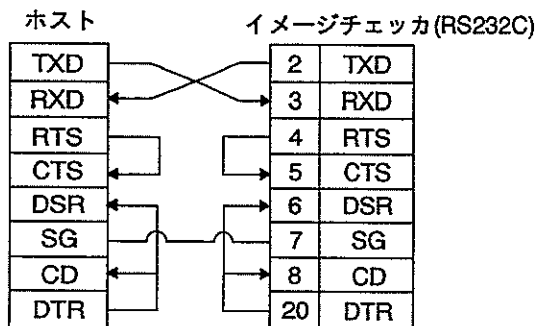 ホスト イメージチェッカ(RS232C)
TXD 2 TXD
RXD 3 RXD
RTS 4 RTS
CTS 5 CTS
DSR 6 DSR
SG 7 SG
CD 8 CD
DTR 20 DTR